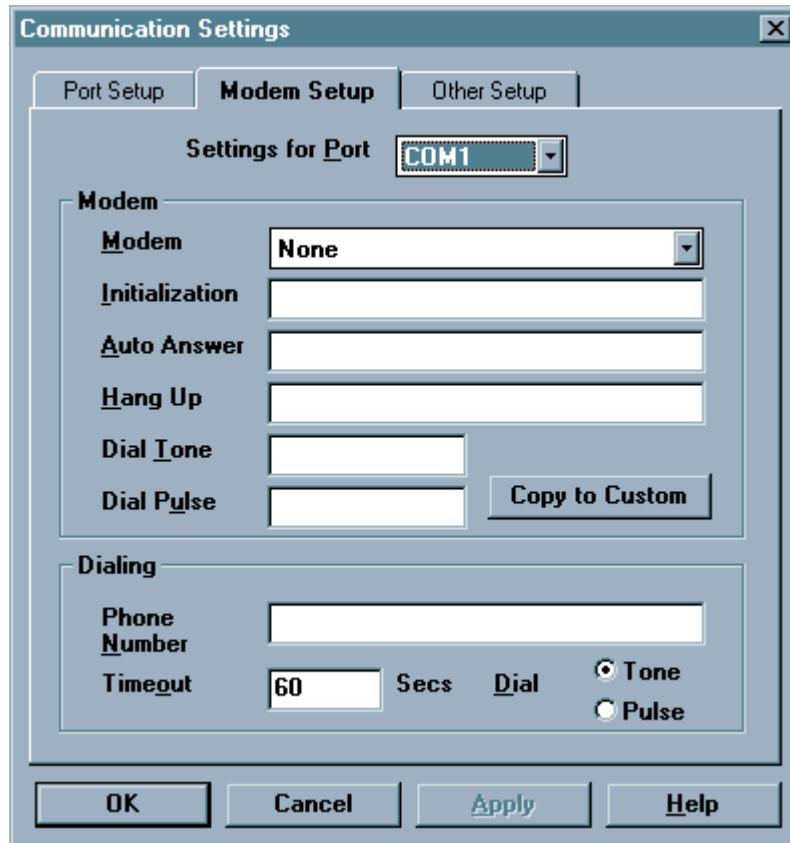 Communication Settings
Port Setup Modem Setup Other Setup
Settings for Port COM1
Modem
Modem None
Initialization
Auto Answer
Hang Up
Dial Tone
Dial Pulse Copy to Custom
Dialing
Phone
Number
Timeout 60 Secs Dial Tone
Pulse
OK Cancel Apply Help